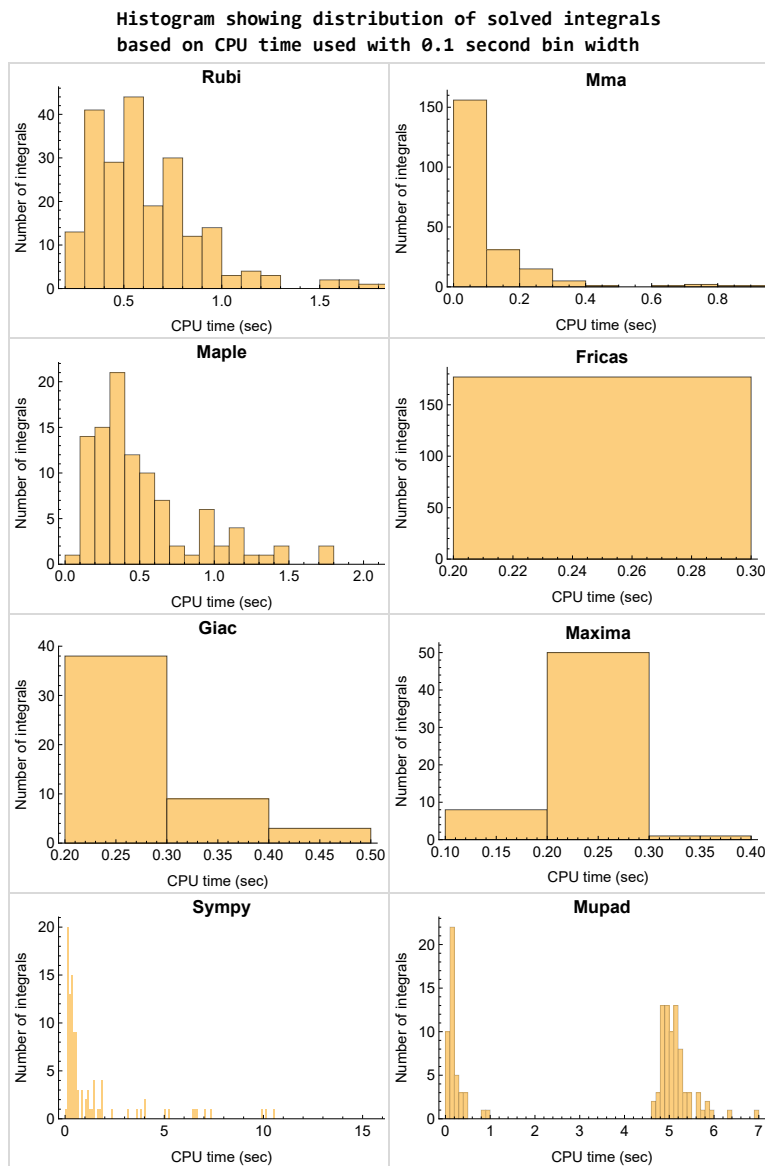 Histogram showing distribution of solved integrals
based on CPU time used with 0.1 second bin width
Rubi
Number of integrals
40
30
20
10
0
0.5 1.0 1.5
CPU time (sec)
Mma
Number of integrals
150
100
50
0
0.0 0.2 0.4 0.6 0.8
CPU time (sec)
Maple
Number of integrals
20
15
10
5
0
0.0 0.5 1.0 1.5 2.0
CPU time (sec)
Fricas
Number of integrals
150
100
50
0
0.20 0.22 0.24 0.26 0.28 0.30
CPU time (sec)
Giac
Number of integrals
40
30
20
10
0
0.20 0.25 0.30 0.35 0.40 0.45 0.50
CPU time (sec)
Maxima
Number of integrals
50
40
30
20
10
0
0.10 0.15 0.20 0.25 0.30 0.35 0.40
CPU time (sec)
Sympy
Number of integrals
20
15
10
5
0
0 5 10 15
CPU time (sec)
Mupad
Number of integrals
20
15
10
5
0
0 1 2 3 4 5 6 7
CPU time (sec)